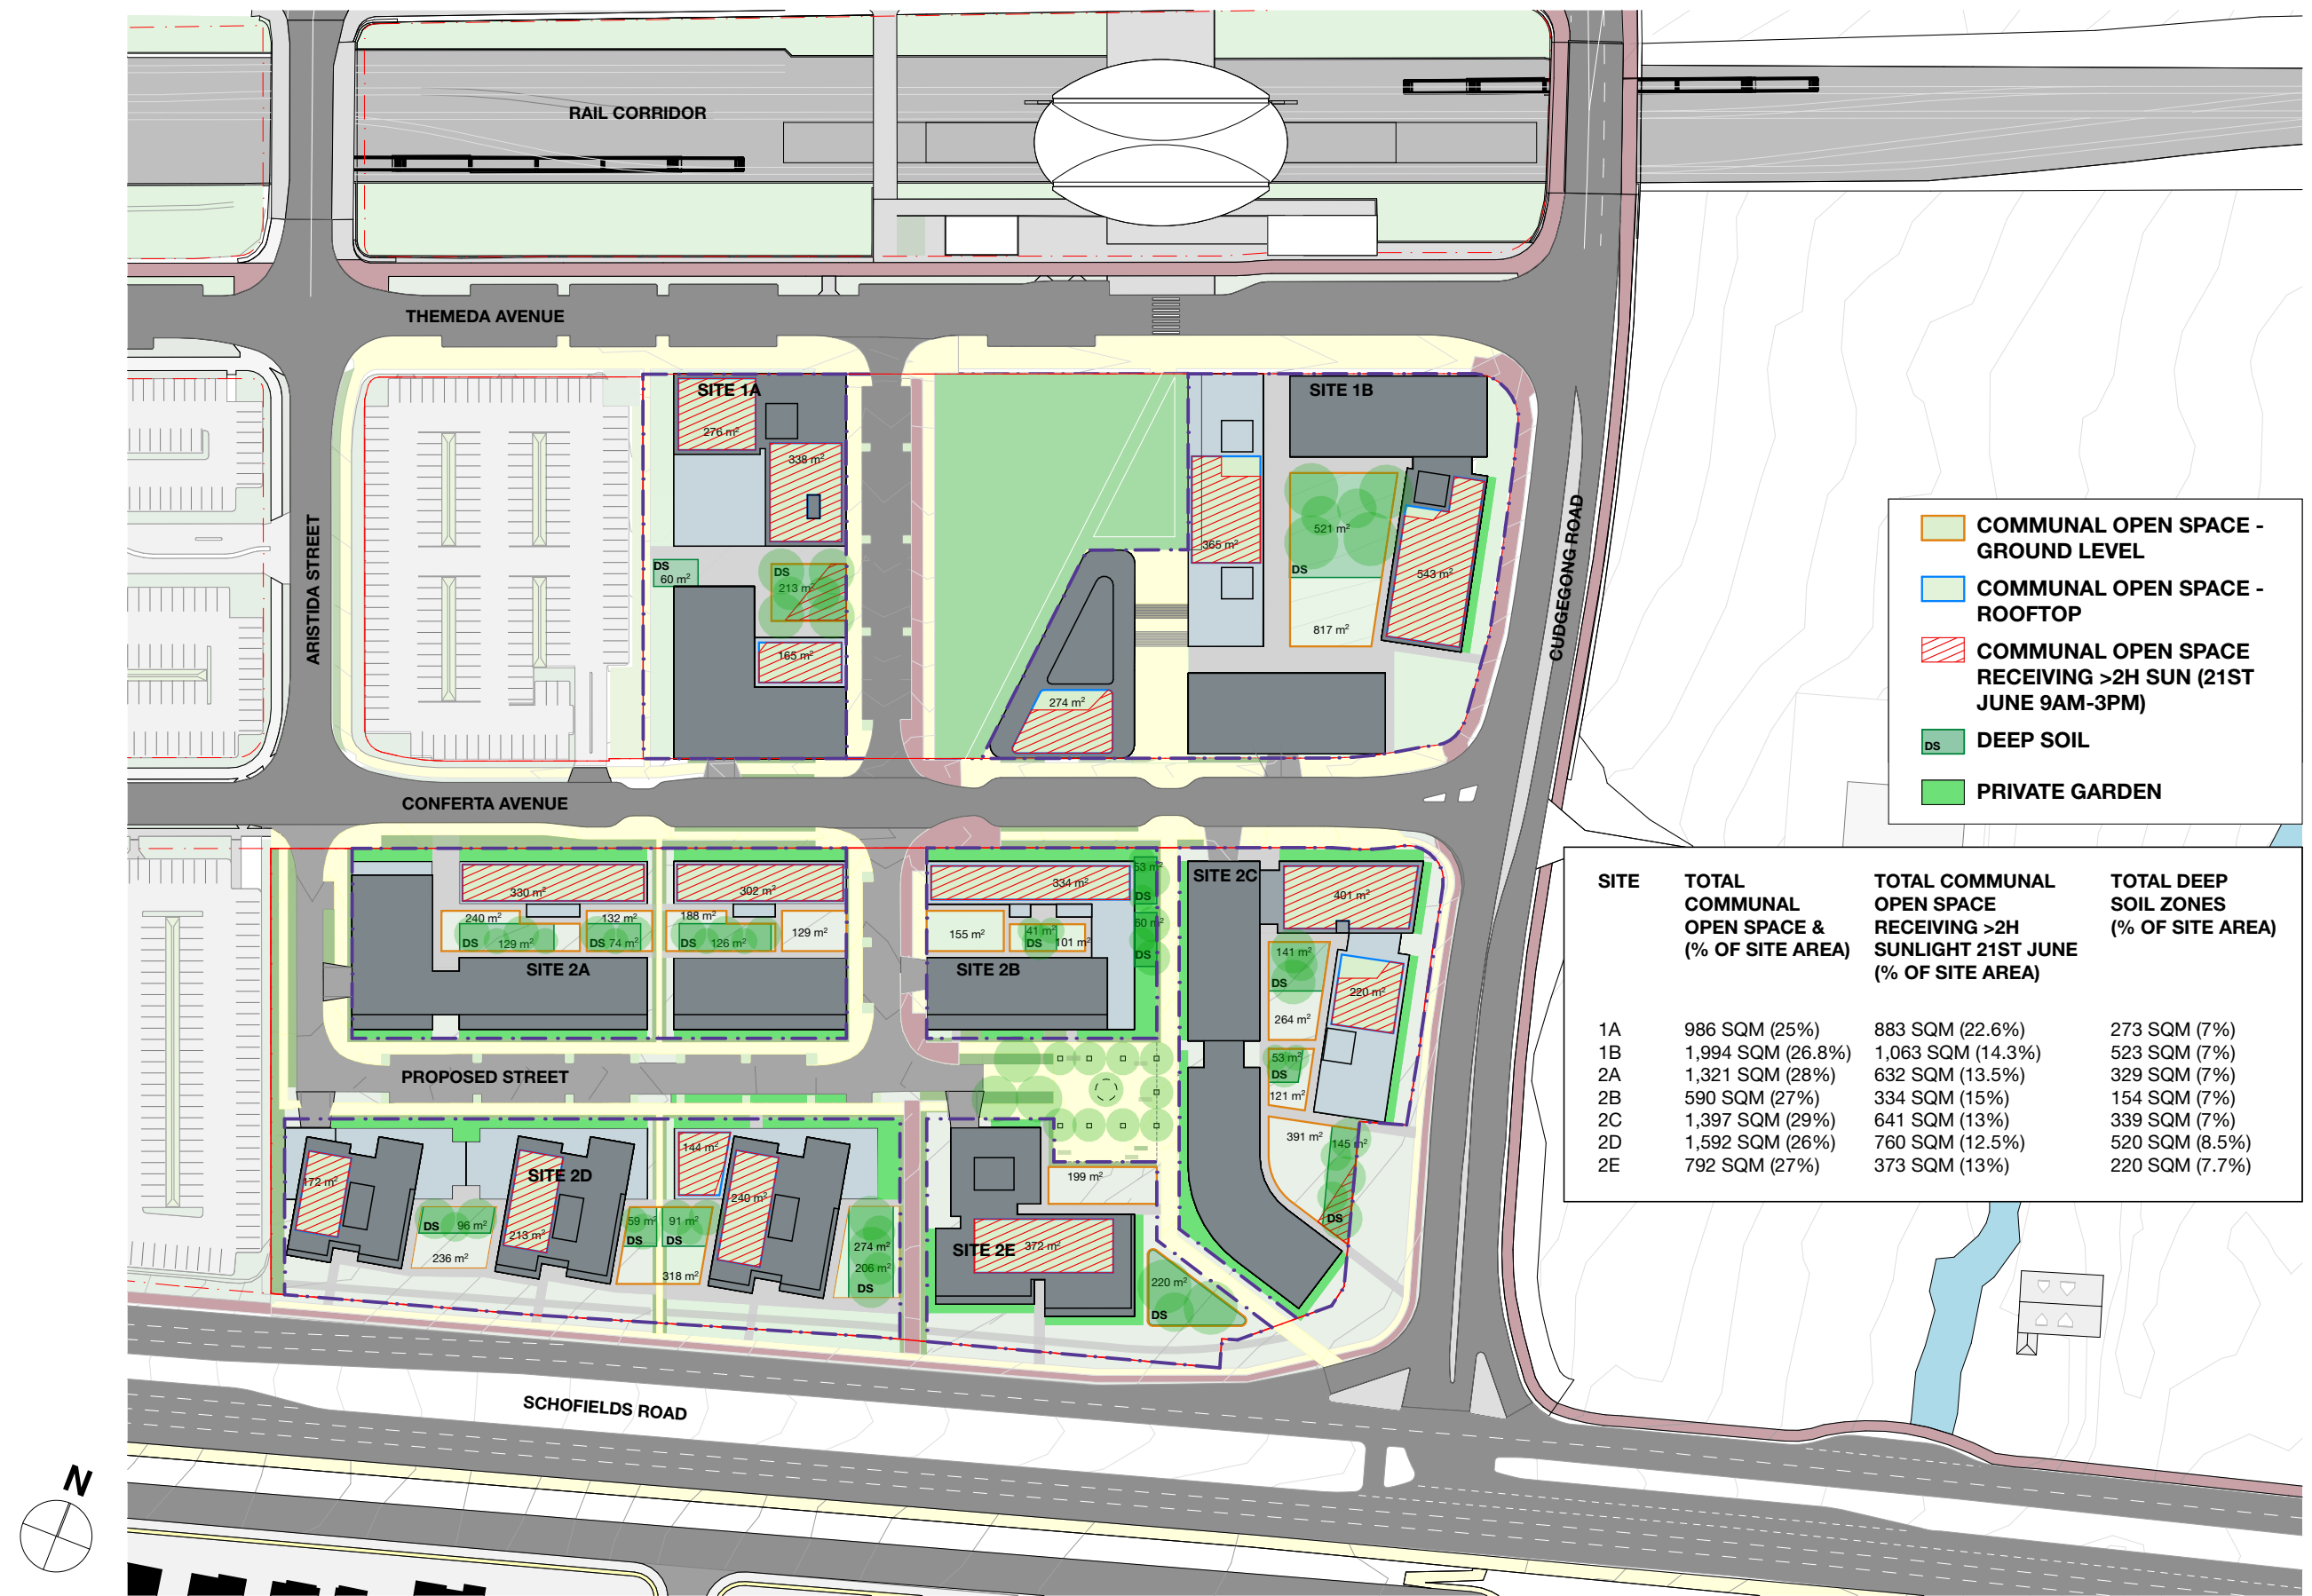 RAIL CORRIDOR
THEMEDA AVENUE
ARISTIDA STREET
CUDGEGONG ROAD
SITE 1A
276 m²
338 m²
DS
60 m²
DS
213 m²
165 m²
SITE 1B
365 m²
521 m²
DS
817 m²
543 m²
274 m²
CONFERTA AVENUE
330 m²
302 m²
240 m²
132 m²
188 m²
129 m²
DS 129 m²
DS 74 m²
DS 126 m²
SITE 2A
334 m²
53 m²
DS
60 m²
DS
155 m²
41 m²
DS
101 m²
SITE 2B
SITE 2C
401 m²
141 m²
DS
220 m²
264 m²
53 m²
DS
121 m²
391 m²
145 m²
DS
PROPOSED STREET
SITE 2D
172 m²
213 m²
144 m²
240 m²
DS 96 m²
236 m²
59 m²
DS
91 m²
DS
318 m²
274 m²
206 m²
DS
199 m²
SITE 2E
372 m²
220 m²
DS
SCHOFIELDS ROAD
N
COMMUNAL OPEN SPACE -
GROUND LEVEL
COMMUNAL OPEN SPACE -
ROOFTOP
COMMUNAL OPEN SPACE
RECEIVING >2H SUN (21ST
JUNE 9AM-3PM)
DS DEEP SOIL
PRIVATE GARDEN
SITE
TOTAL
COMMUNAL
OPEN SPACE &
(% OF SITE AREA)
TOTAL COMMUNAL
OPEN SPACE
RECEIVING >2H
SUNLIGHT 21ST JUNE
(% OF SITE AREA)
TOTAL DEEP
SOIL ZONES
(% OF SITE AREA)
1A 986 SQM (25%) 883 SQM (22.6%) 273 SQM (7%)
1B 1,994 SQM (26.8%) 1,063 SQM (14.3%) 523 SQM (7%)
2A 1,321 SQM (28%) 632 SQM (13.5%) 329 SQM (7%)
2B 590 SQM (27%) 334 SQM (15%) 154 SQM (7%)
2C 1,397 SQM (29%) 641 SQM (13%) 339 SQM (7%)
2D 1,592 SQM (26%) 760 SQM (12.5%) 520 SQM (8.5%)
2E 792 SQM (27%) 373 SQM (13%) 220 SQM (7.7%)